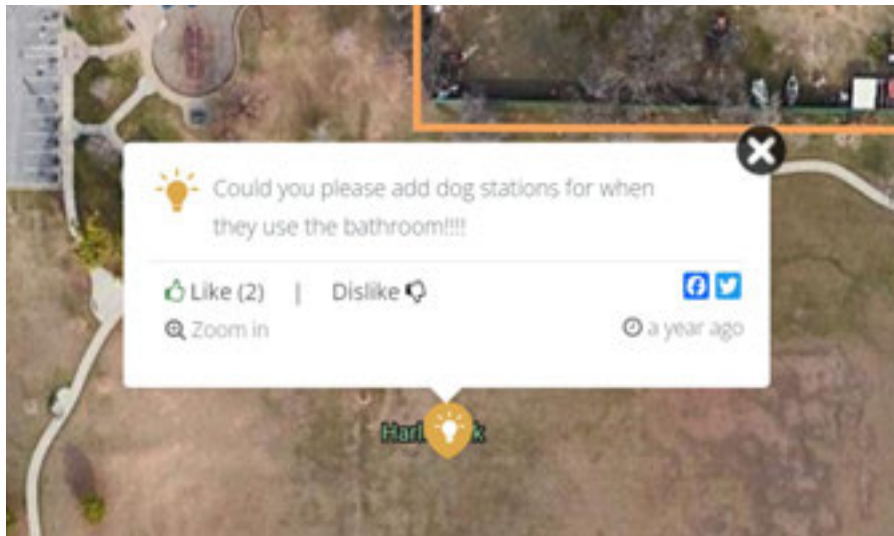 Could you please add dog stations for when
they use the bathroom!!!!
Like (2) | Dislike
Zoom in
a year ago